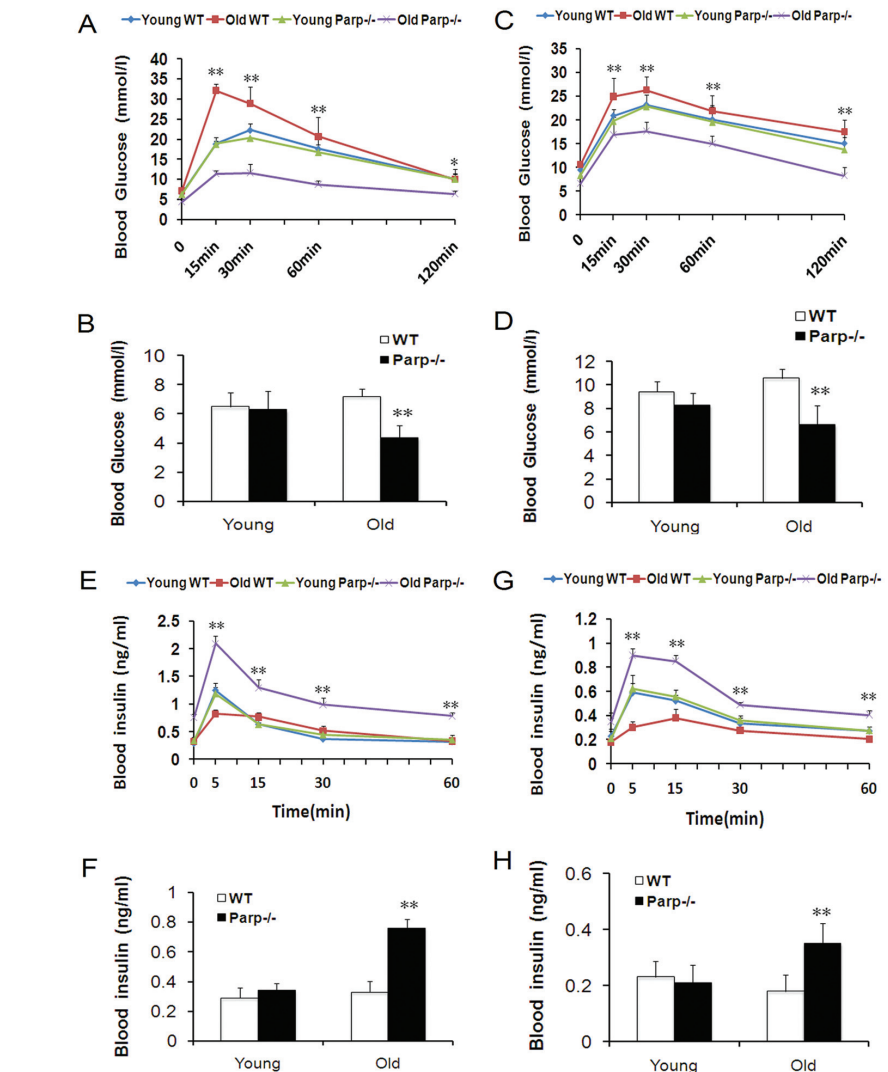 A
Young WT Old WT Young Parp-/- Old Parp-/-
Blood Glucose (mmol/l)
40
35
30
25
20
15
10
5
0
** ** ** *
0 15min 30min 60min 120min
C
Young WT Old WT Young Parp-/- Old Parp-/-
Blood Glucose (mmol/l)
35
30
25
20
15
10
5
0
** ** ** **
0 15min 30min 60min 120min
B
WT
Parp-/-
Blood Glucose (mmol/l)
10
8
6
4
2
0
**
Young Old
D
WT
Parp-/-
Blood Glucose (mmol/l)
12
10
8
6
4
2
0
**
Young Old
E
Young WT Old WT Young Parp-/- Old Parp-/-
Blood insulin (ng/ml)
2.5
2
1.5
1
0.5
0
** ** ** **
0 5 15 30 60
Time(min)
G
Young WT Old WT Young Parp-/- Old Parp-/-
Blood insulin (ng/ml)
1.2
1
0.8
0.6
0.4
0.2
0
** ** ** **
0 5 15 30 60
Time(min)
F
WT
Parp-/-
Blood insulin (ng/ml)
1
0.8
0.6
0.4
0.2
0
**
Young Old
H
WT
Parp-/-
Blood insulin (ng/ml)
0.6
0.4
0.2
0
**
Young Old